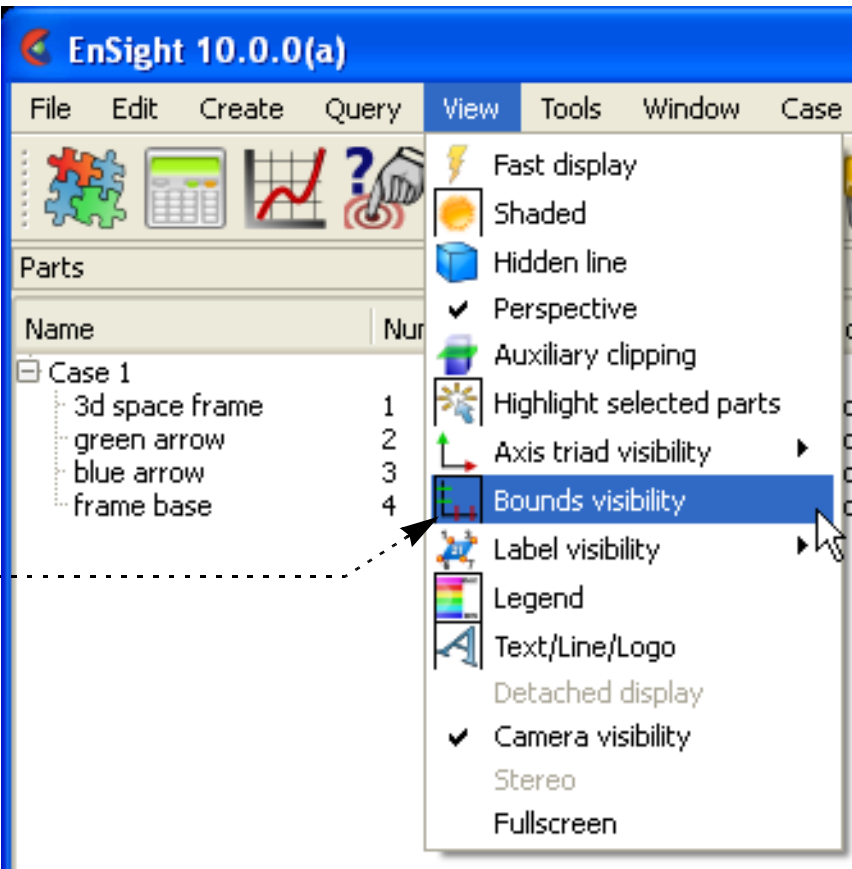 EnSight 10.0.0(a)
File Edit Create Query View Tools Window Case
Parts
Name
Case 1
3d space frame 1
green arrow 2
blue arrow 3
frame base 4
Fast display
Shaded
Hidden line
Perspective
Auxiliary clipping
Highlight selected parts
Axis triad visibility
Bounds visibility
Label visibility
Legend
Text/Line/Logo
Detached display
Camera visibility
Stereo
Fullscreen